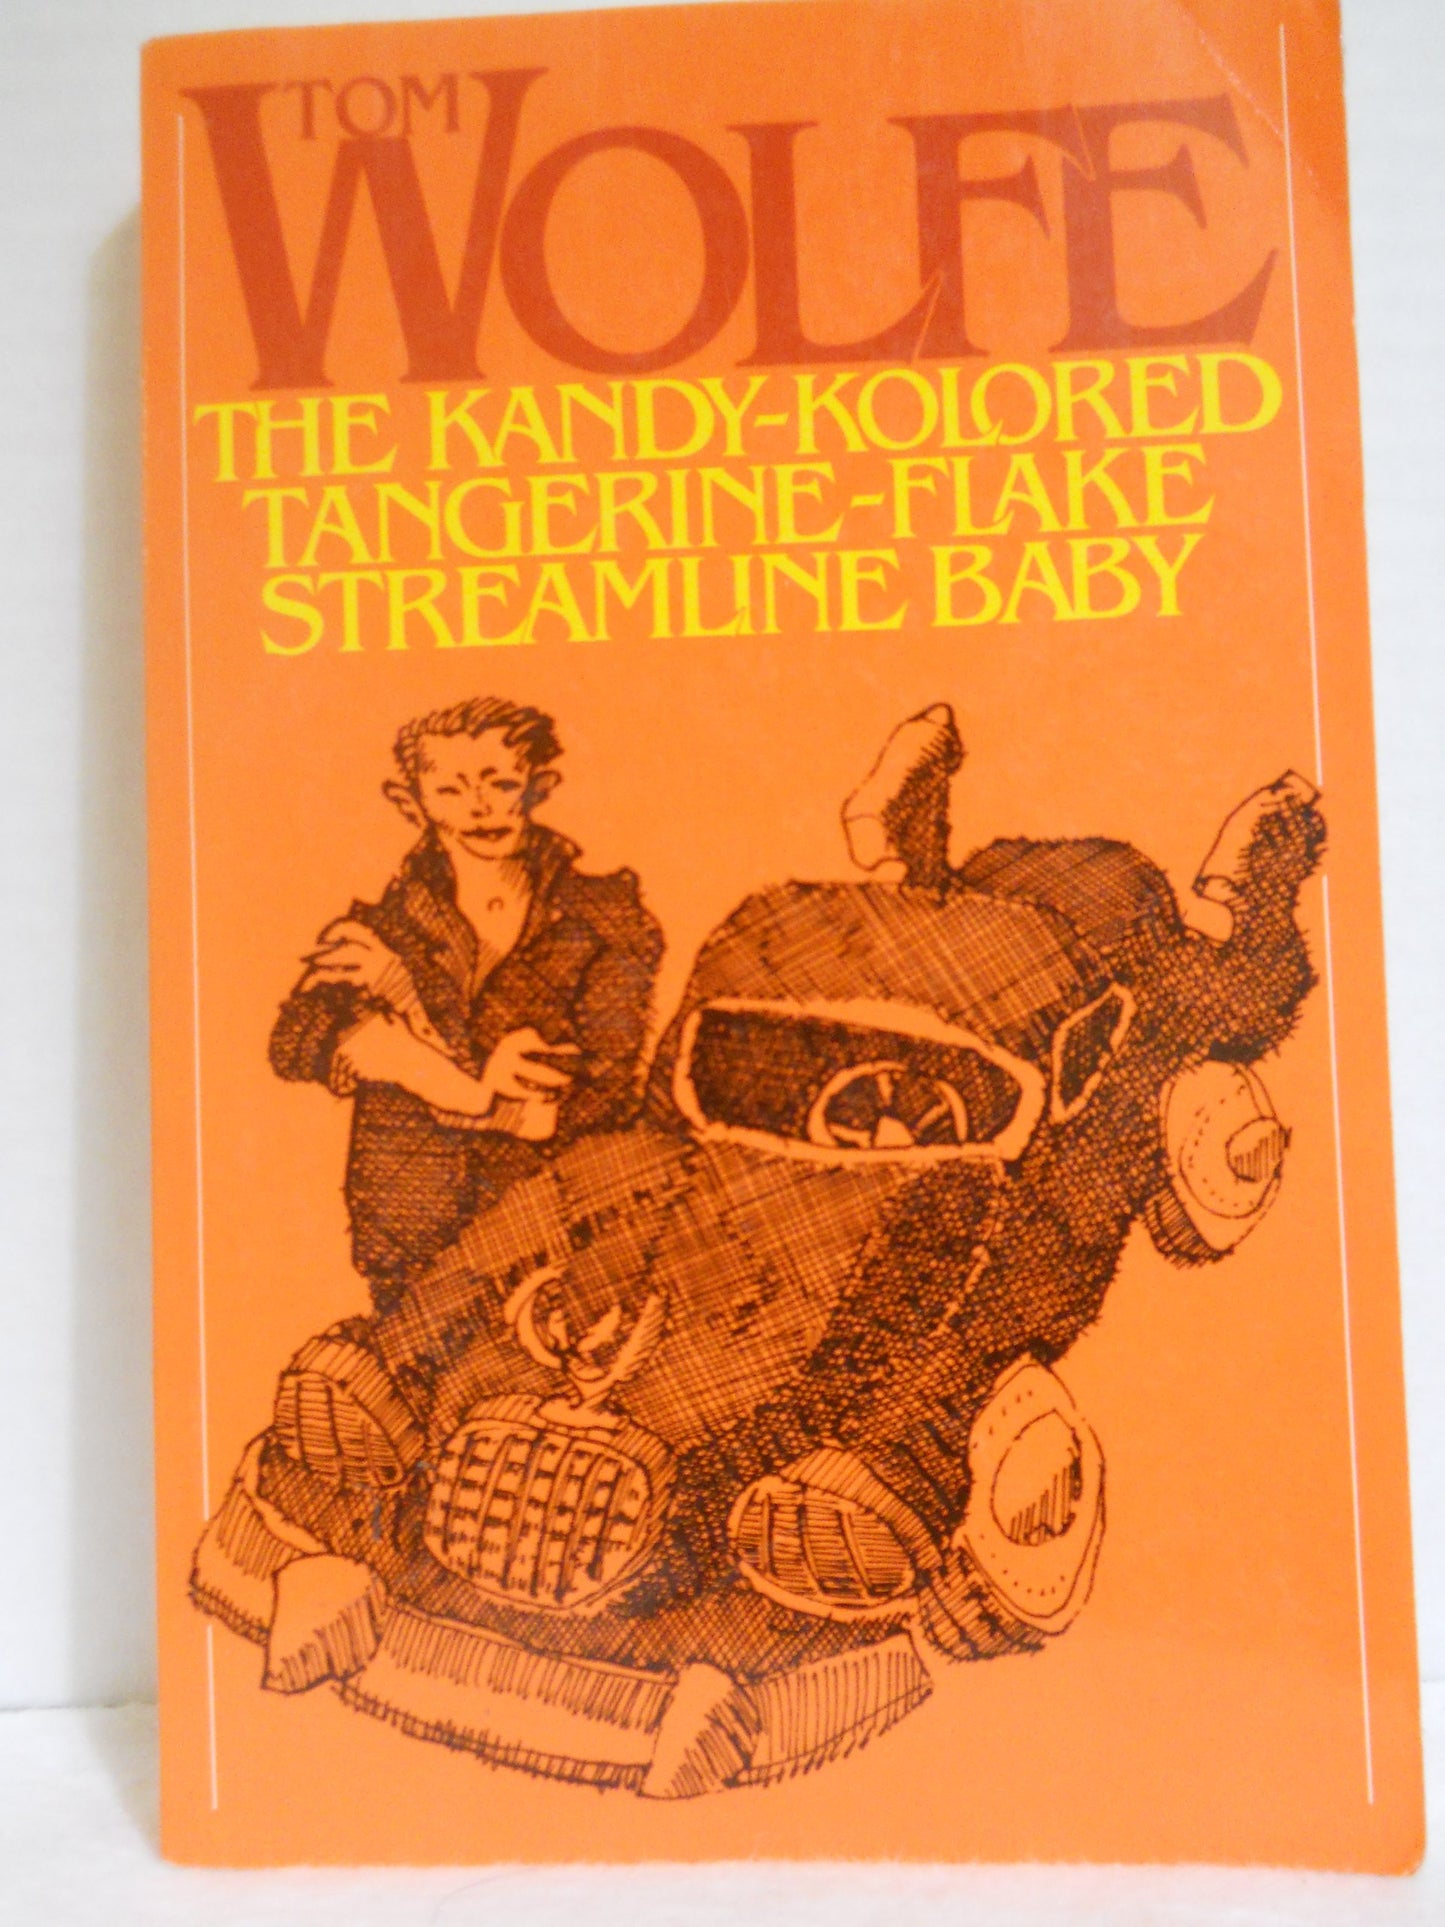 TOM
WOLFE
THE KANDY-KOLORED
TANGERINE-FLAKE
STREAMLINE BABY